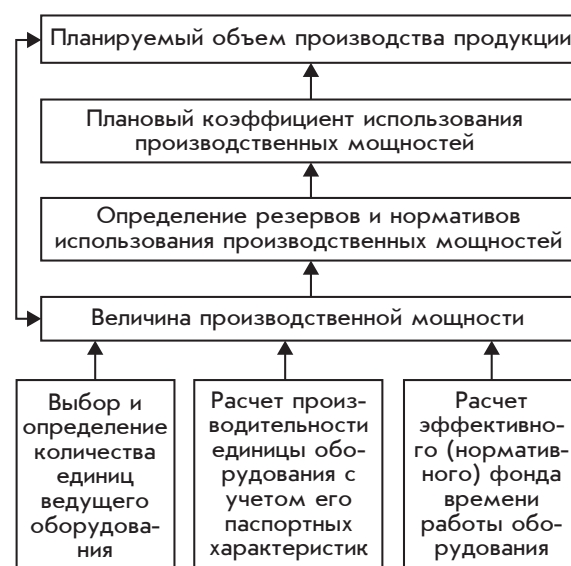 Планируемый объем производства продукции
Плановый коэффициент использования
производственных мощностей
Определение резервов и нормативов
использования производственных мощностей
Величина производственной мощности
Выбор и
определение
количества
единиц
ведущего
оборудова-
ния
Расчет произ-
водительности
единицы обо-
рудования с
учетом его
паспортных
характеристик
Расчет
эффективно-
го (норматив-
ного) фонда
времени
работы обо-
рудования